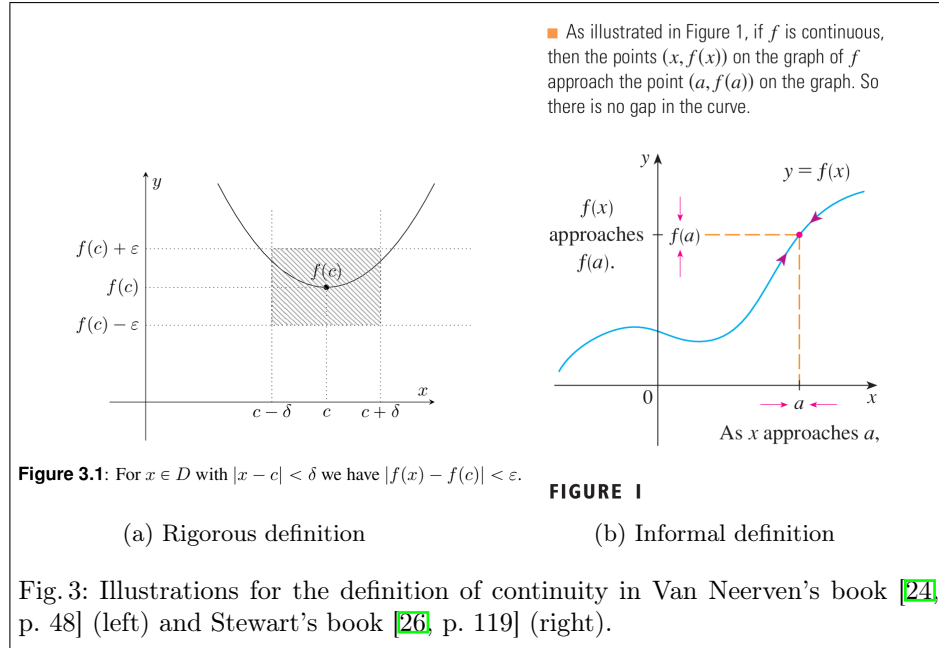 ■ As illustrated in Figure 1, if f is continuous,
then the points (x, f(x)) on the graph of f
approach the point (a, f(a)) on the graph. So
there is no gap in the curve.
y
f(c) + ε
f(c)
f(c) − ε
f(c)
x
c − δ
c
c + δ
Figure 3.1: For x ∈ D with |x − c| < δ we have |f(x) − f(c)| < ε.
(a) Rigorous definition
y
y = f(x)
f(x)
approaches
f(a).
f(a)
0
a
x
As x approaches a,
FIGURE 1
(b) Informal definition
Fig. 3: Illustrations for the definition of continuity in Van Neerven's book [24,
p. 48] (left) and Stewart's book [26, p. 119] (right).